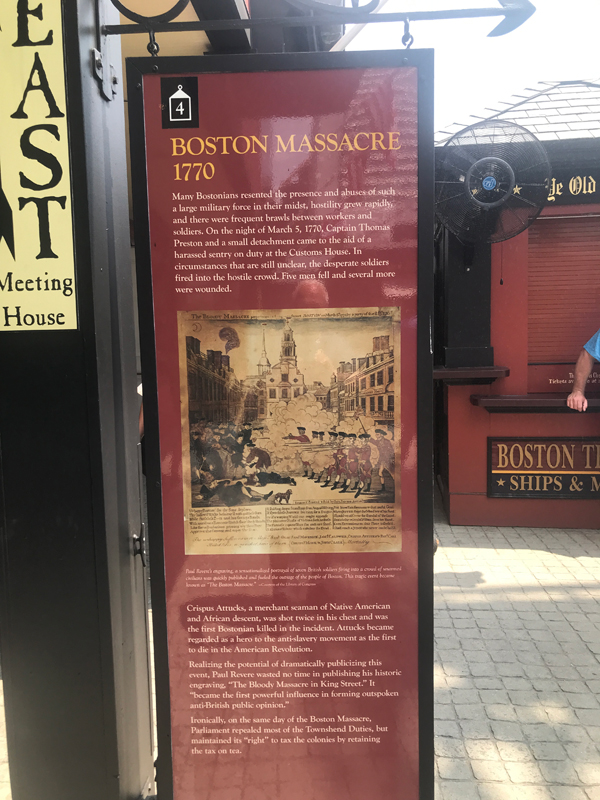 EAST
Meeting
House
4
BOSTON MASSACRE
1770
Many Bostonians resented the presence and abuses of such
a large military force in their midst, hostility grew rapidly,
and there were frequent brawls between workers and
soldiers. On the night of March 5, 1770, Captain Thomas
Preston and a small detachment came to the aid of a
harassed sentry on duty at the Customs House. In
circumstances that are still unclear, the desperate soldiers
fired into the hostile crowd. Five men fell and several more
were wounded.
Paul Revere's engraving, a sensationalized portrayal of seven British soldiers firing into a crowd of unarmed
civilians was quickly published and fueled the outrage of the people of Boston. This tragic event became
known as "The Boston Massacre."
Crispus Attucks, a merchant seaman of Native American
and African descent, was shot twice in his chest and was
the first Bostonian killed in the incident. Attucks became
regarded as a hero to the anti-slavery movement as the first
to die in the American Revolution.
Realizing the potential of dramatically publicizing this
event, Paul Revere wasted no time in publishing his historic
engraving, "The Bloody Massacre in King Street." It
"became the first powerful influence in forming outspoken
anti-British public opinion."
Ironically, on the same day of the Boston Massacre,
Parliament repealed most of the Townshend Duties, but
maintained its "right" to tax the colonies by retaining
the tax on tea.
Ye Old
Tickets
BOSTON TE
SHIPS & M